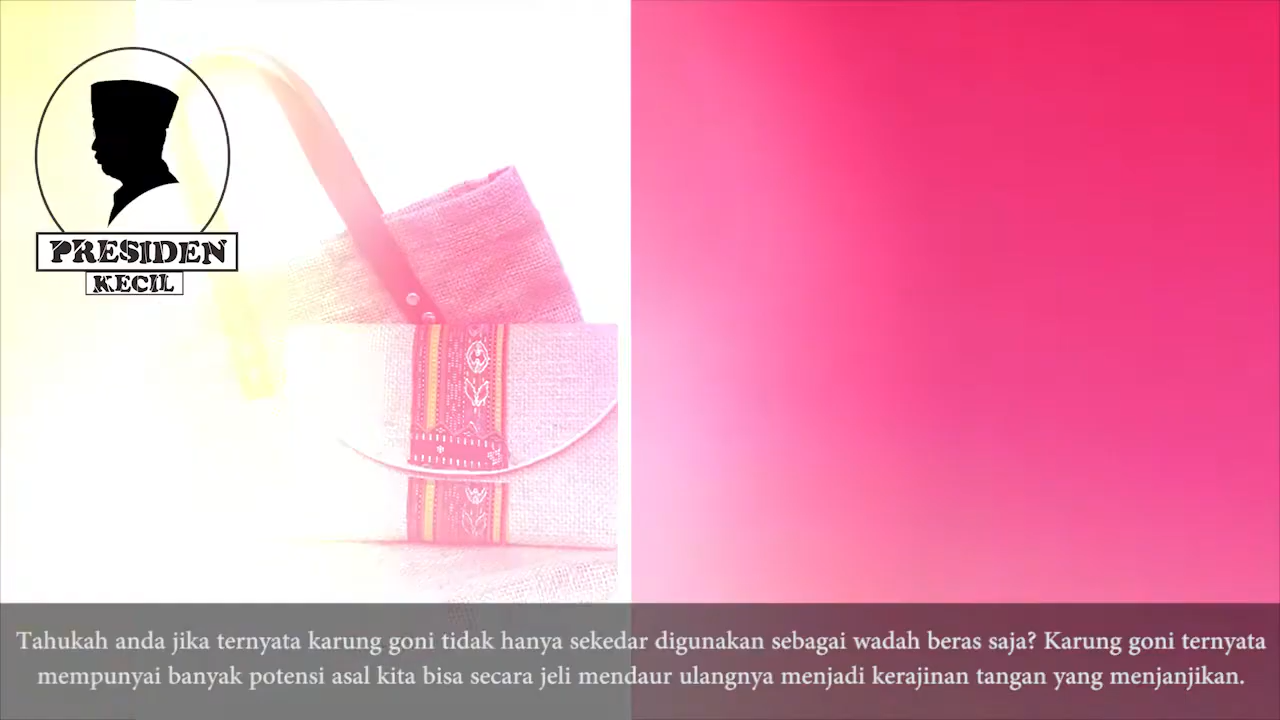 PRESIDEN
KECIL
Tahukah anda jika ternyata karung goni tidak hanya sekedar digunakan sebagai wadah beras saja? Karung goni ternyata
mempunyai banyak potensi asal kita bisa secara jeli mendaur ulangnya menjadi kerajinan tangan yang menjanjikan.